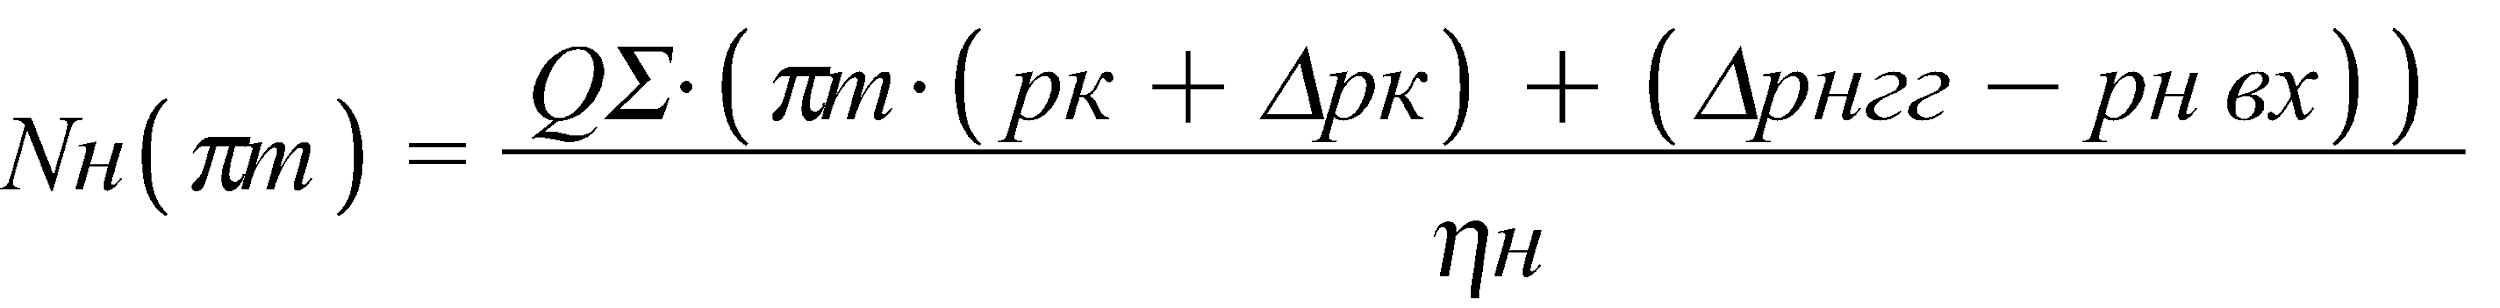 Nн(πт) = QΣ·(πт·(рк + Δрк) + (Δрнгг − рн вх))
ηн